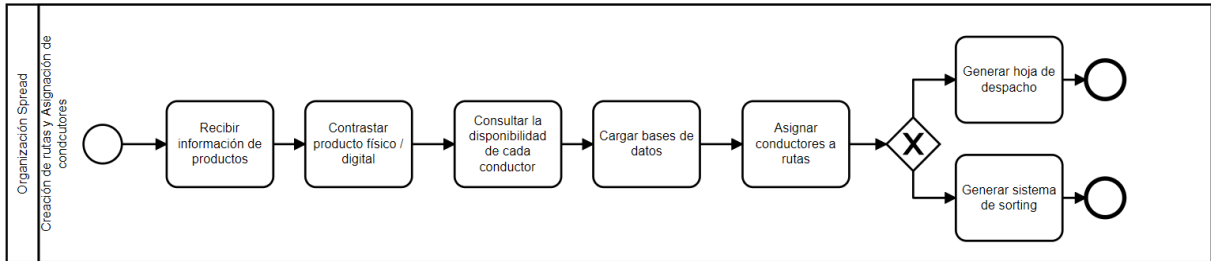 Organización Spread
Creación de rutas y Asignación de
condcutores
Recibir
información de
productos
Contrastar
producto físico /
digital
Consultar la
disponibilidad
de cada
conductor
Cargar bases de
datos
Asignar
conductores a
rutas
X
Generar hoja de
despacho
Generar sistema
de sorting